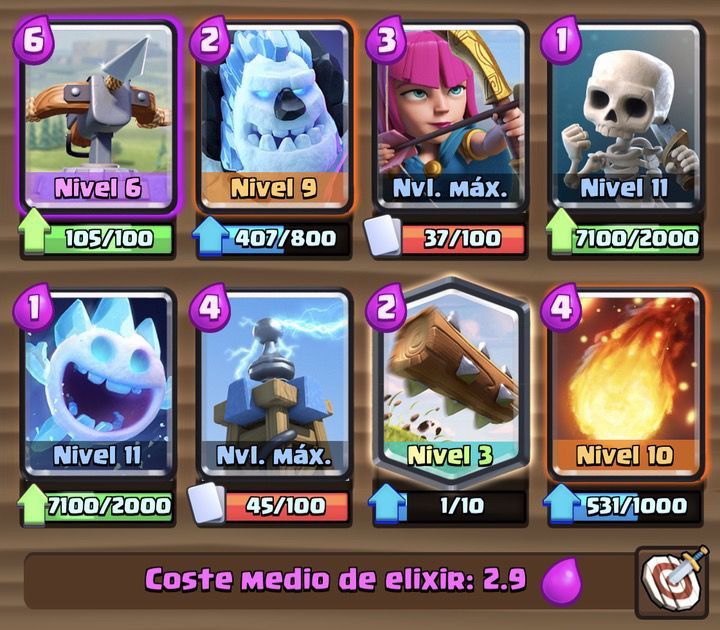 6 2 3 1
Nivel 6 Nivel 9 Nvl. máx. Nivel 11
105/100 407/800 37/100 7100/2000
1 4 2 4
Nivel 11 Nvl. máx. Nivel 3 Nivel 10
7100/2000 45/100 1/10 531/1000
Coste medio de elixir: 2.9